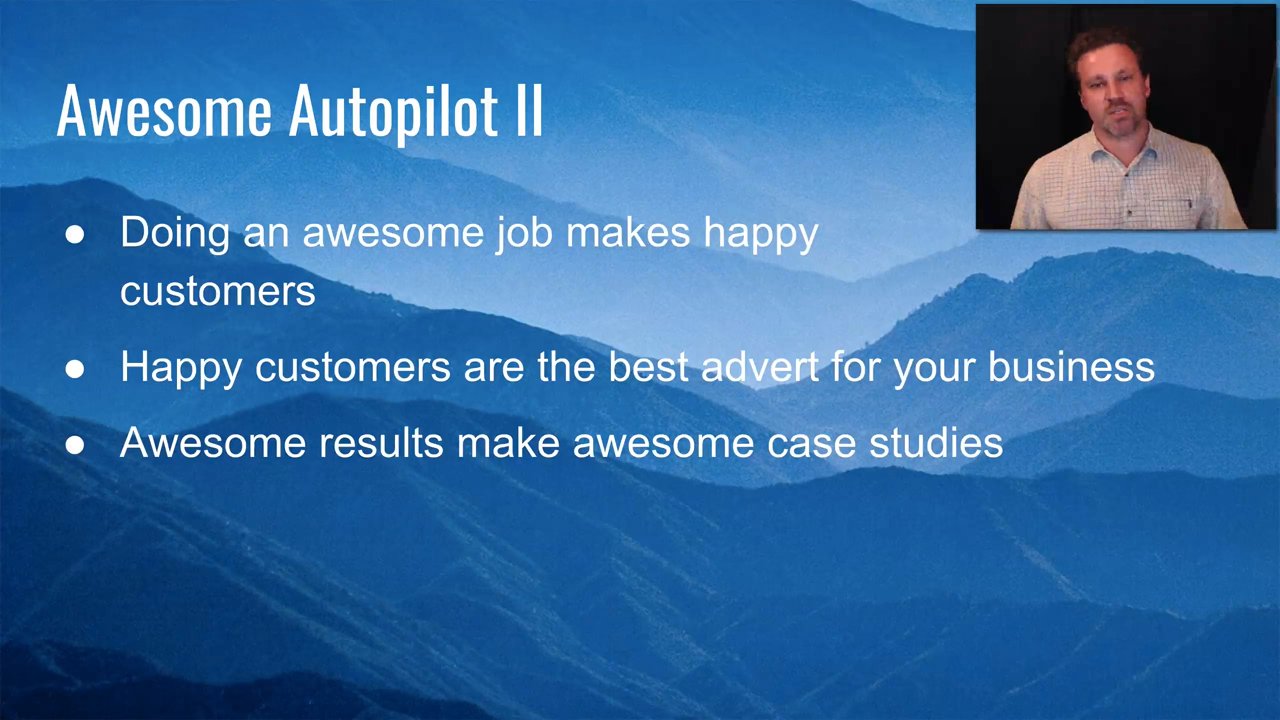 Awesome Autopilot II
● Doing an awesome job makes happy
customers
● Happy customers are the best advert for your business
● Awesome results make awesome case studies